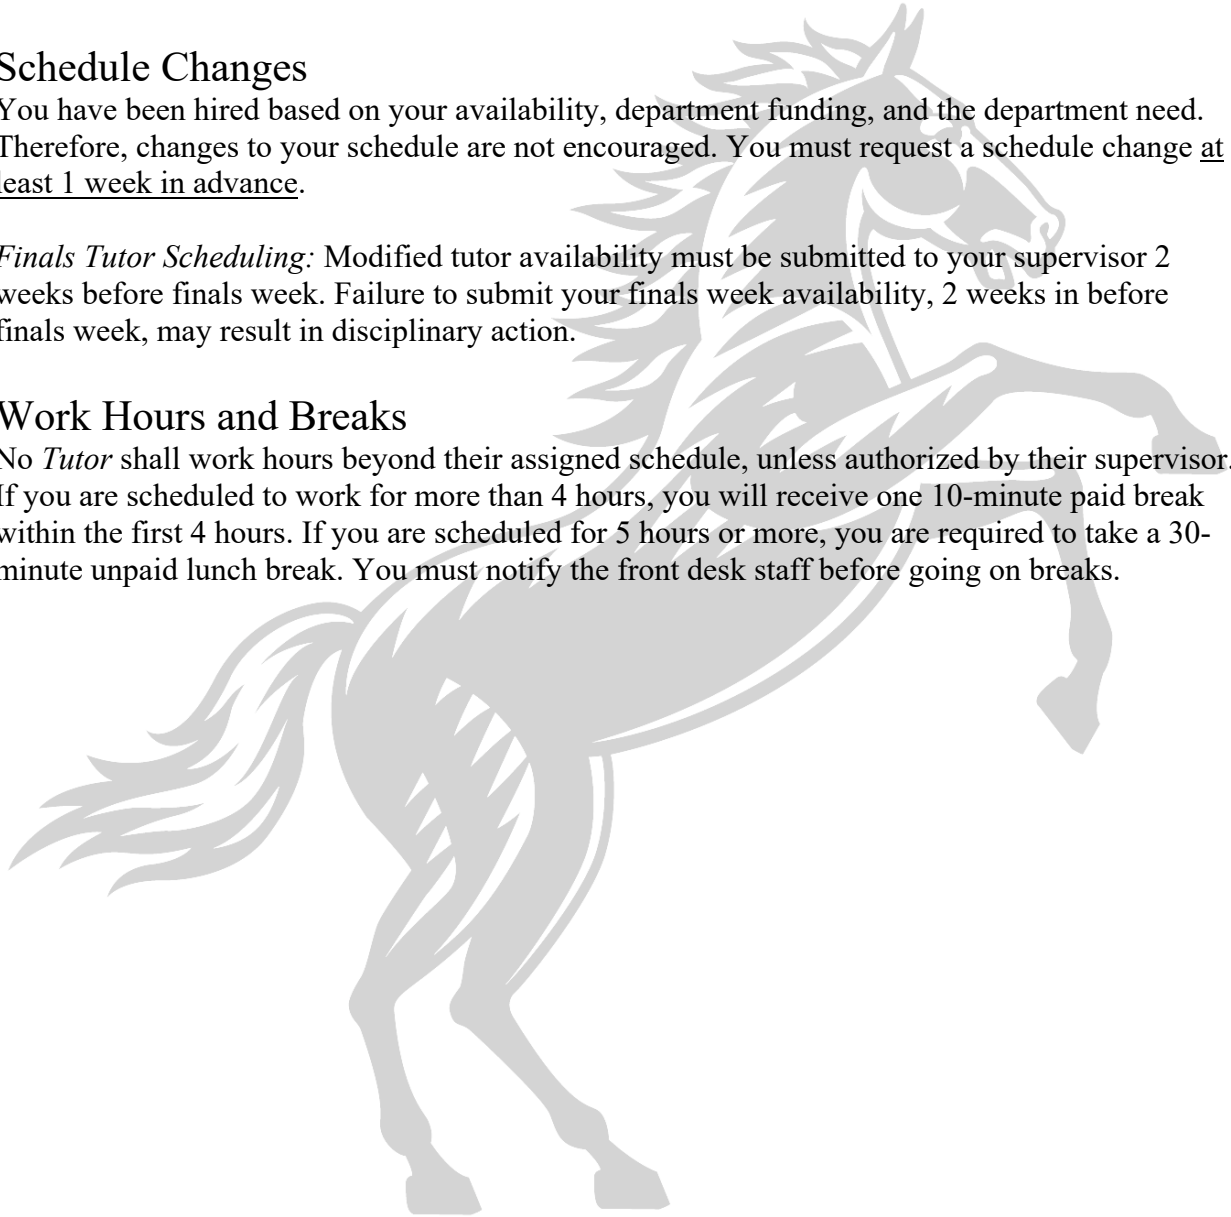 Schedule Changes
You have been hired based on your availability, department funding, and the department need.
Therefore, changes to your schedule are not encouraged. You must request a schedule change at
least 1 week in advance.
Finals Tutor Scheduling: Modified tutor availability must be submitted to your supervisor 2
weeks before finals week. Failure to submit your finals week availability, 2 weeks in before
finals week, may result in disciplinary action.
Work Hours and Breaks
No Tutor shall work hours beyond their assigned schedule, unless authorized by their supervisor.
If you are scheduled to work for more than 4 hours, you will receive one 10-minute paid break
within the first 4 hours. If you are scheduled for 5 hours or more, you are required to take a 30-
minute unpaid lunch break. You must notify the front desk staff before going on breaks.